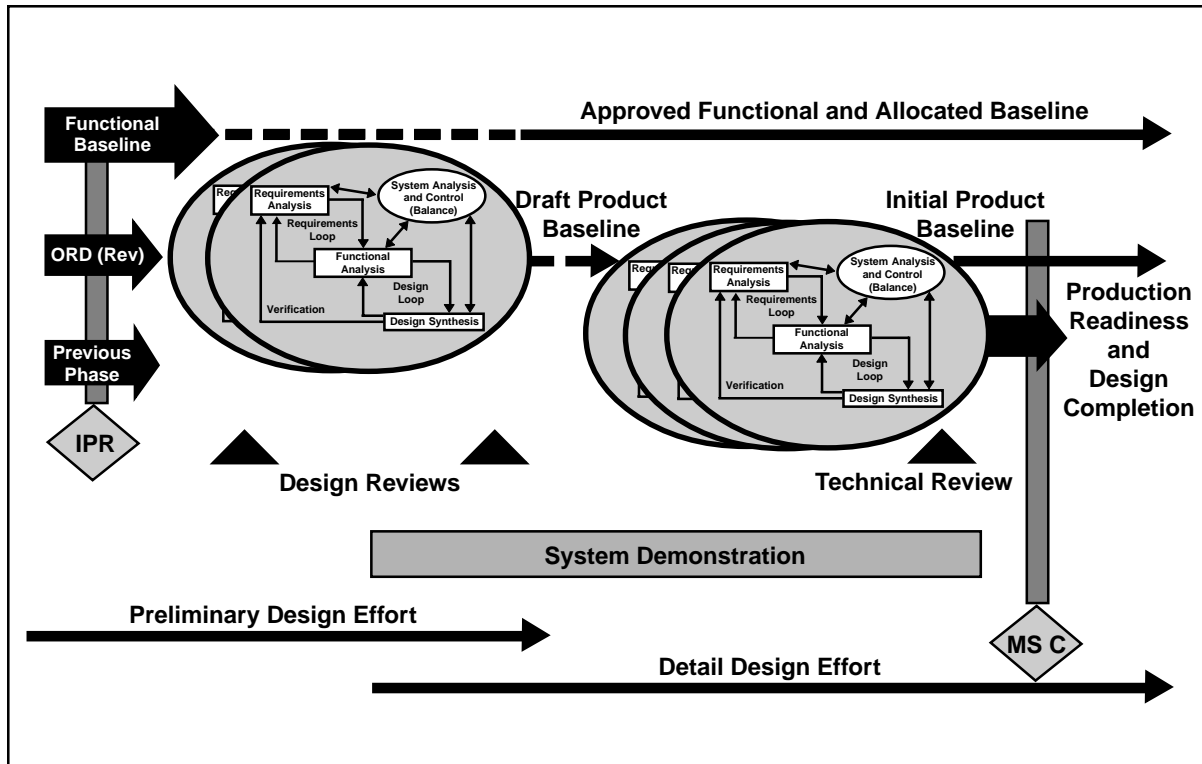 Functional
Baseline
Approved Functional and Allocated Baseline
ORD (Rev)
Previous
Phase
IPR
Req
Requirements
Analysis
System Analysis
and Control
(Balance)
Requirements
Loop
Functional
Analysis
Design
Loop
Verification
Design Synthesis
Draft Product
Baseline
Initial Product
Baseline
Requirements
Analysis
System Analysis
and Control
(Balance)
Requirements
Loop
Functional
Analysis
Design
Loop
Verification
Design Synthesis
Production
Readiness
and
Design
Completion
Design Reviews
Technical Review
System Demonstration
Preliminary Design Effort
MS C
Detail Design Effort